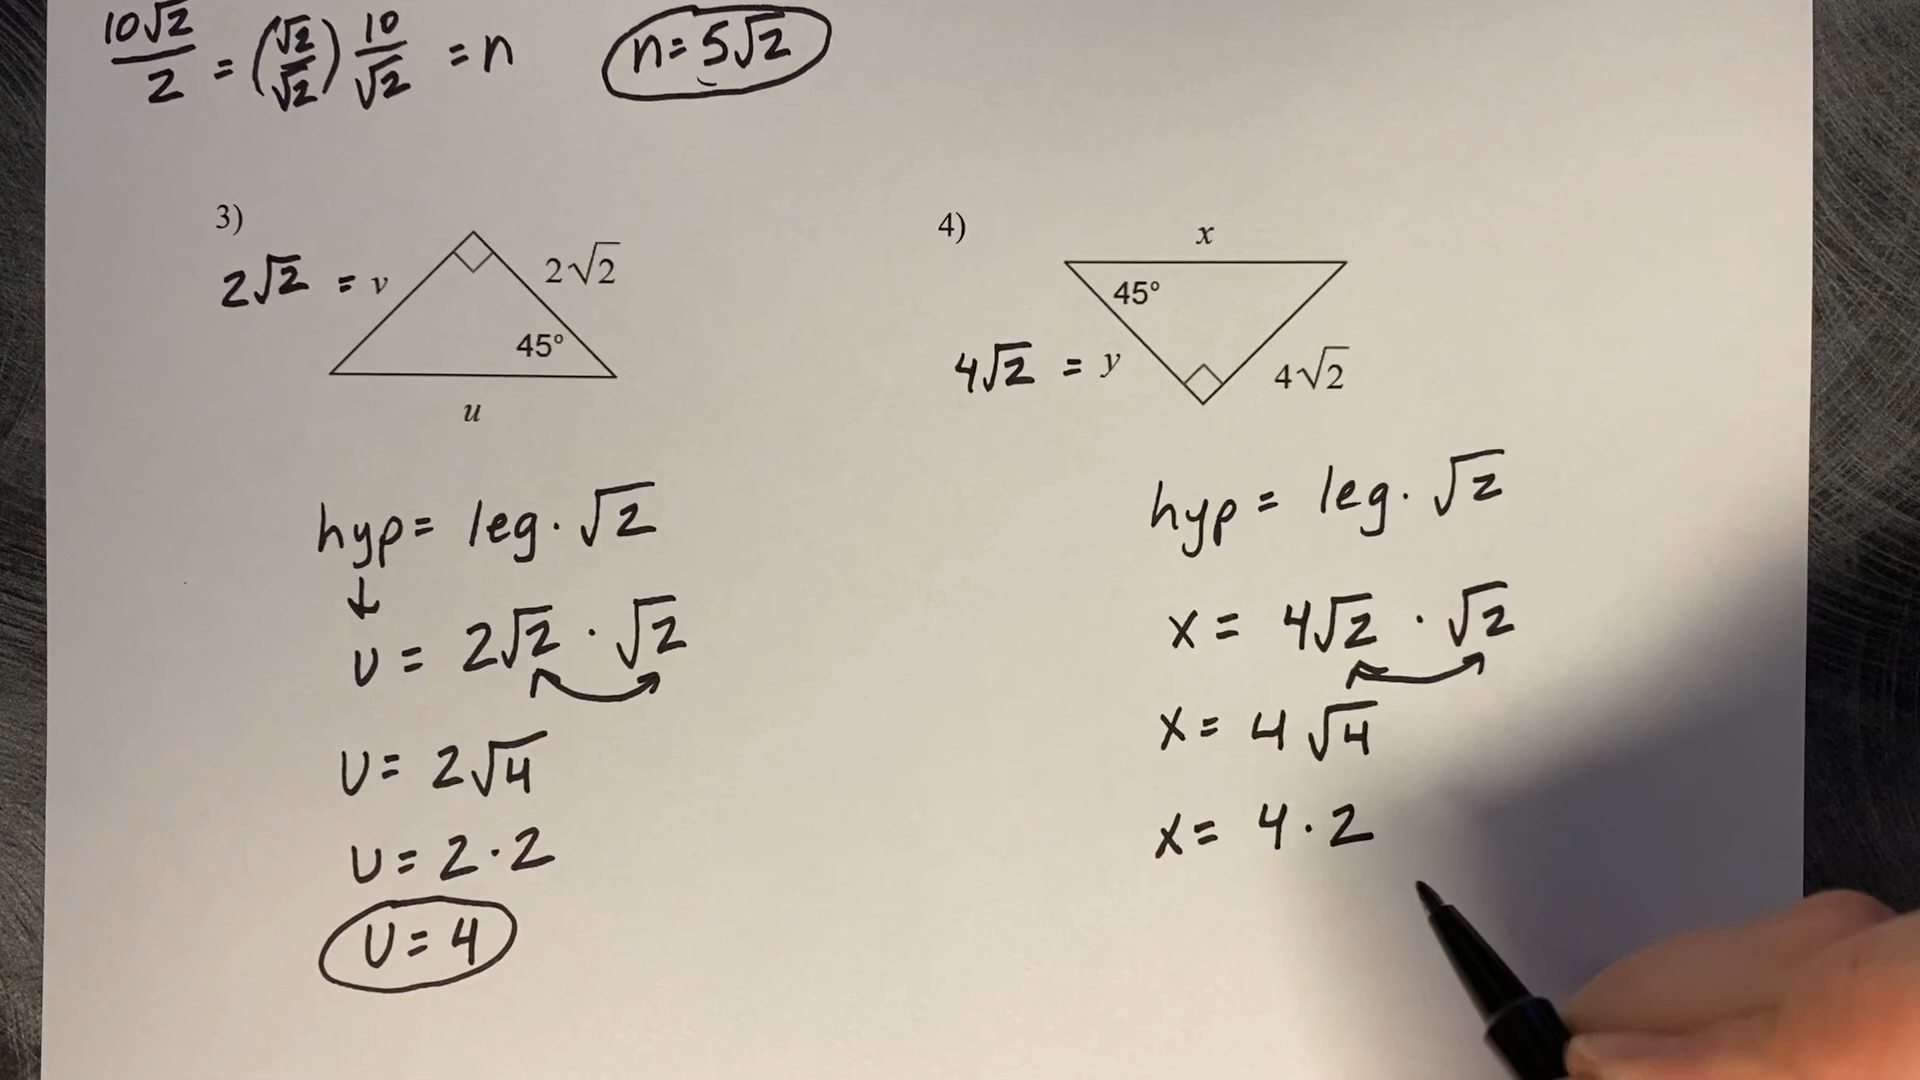 10√2/2 = (√2/√2) 10/√2 = n
n = 5√2
3)
2√2 = v
2√2
45°
u
hyp = leg · √2
↓
u = 2√2 · √2
u = 2√4
u = 2 · 2
u = 4
4)
x
45°
4√2 = y
4√2
hyp = leg · √2
x = 4√2 · √2
x = 4√4
x = 4 · 2